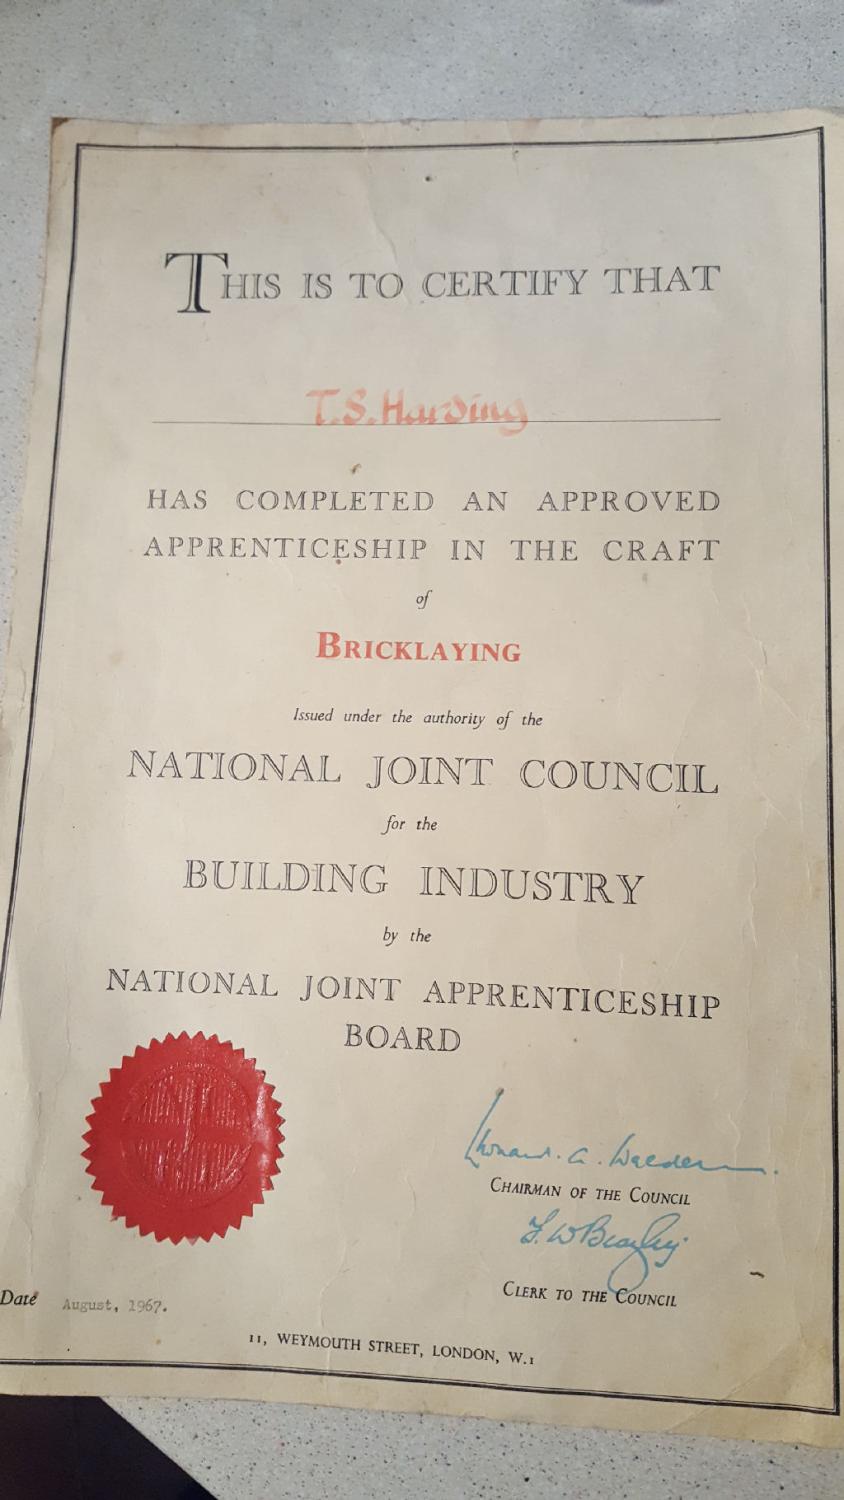 THIS IS TO CERTIFY THAT
T.S. Harding
HAS COMPLETED AN APPROVED
APPRENTICESHIP IN THE CRAFT
of
BRICKLAYING
Issued under the authority of the
NATIONAL JOINT COUNCIL
for the
BUILDING INDUSTRY
by the
NATIONAL JOINT APPRENTICESHIP
BOARD
CHAIRMAN OF THE COUNCIL
CLERK TO THE COUNCIL
Date August, 1967.
11, WEYMOUTH STREET, LONDON, W.1